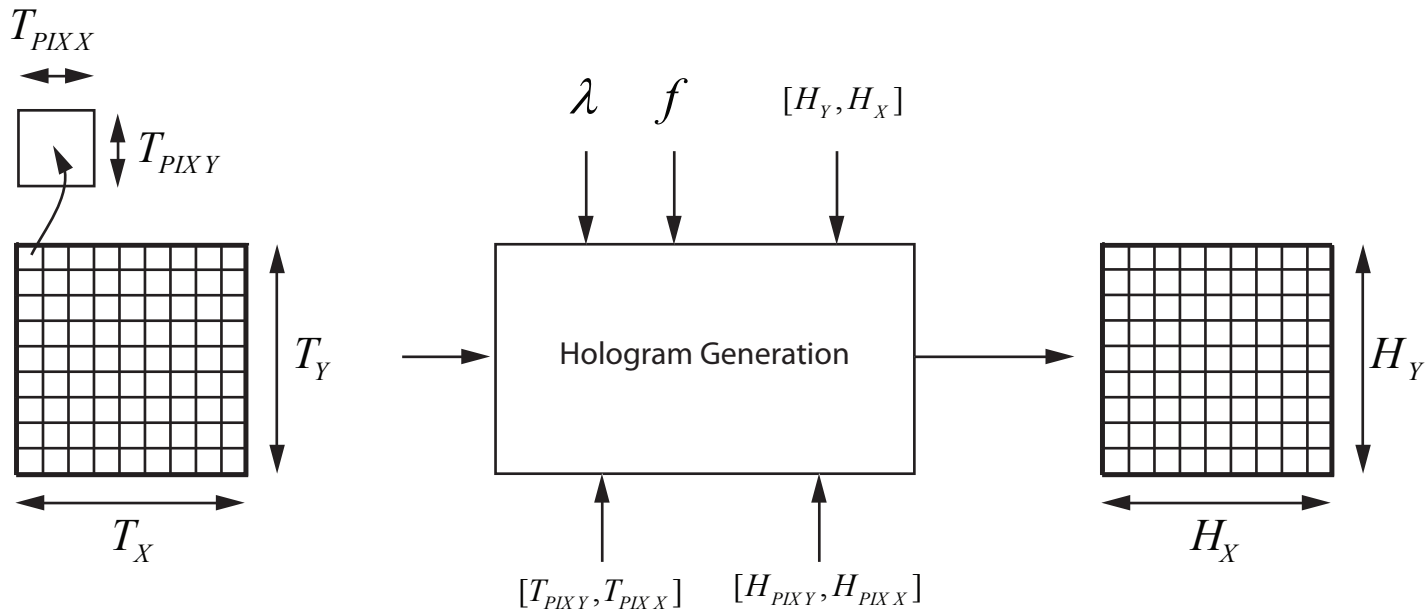 T_{PIX X}
λ
f
[H_Y, H_X]
T_{PIX Y}
T_Y
Hologram Generation
H_Y
T_X
H_X
[T_{PIX Y}, T_{PIX X}]
[H_{PIX Y}, H_{PIX X}]